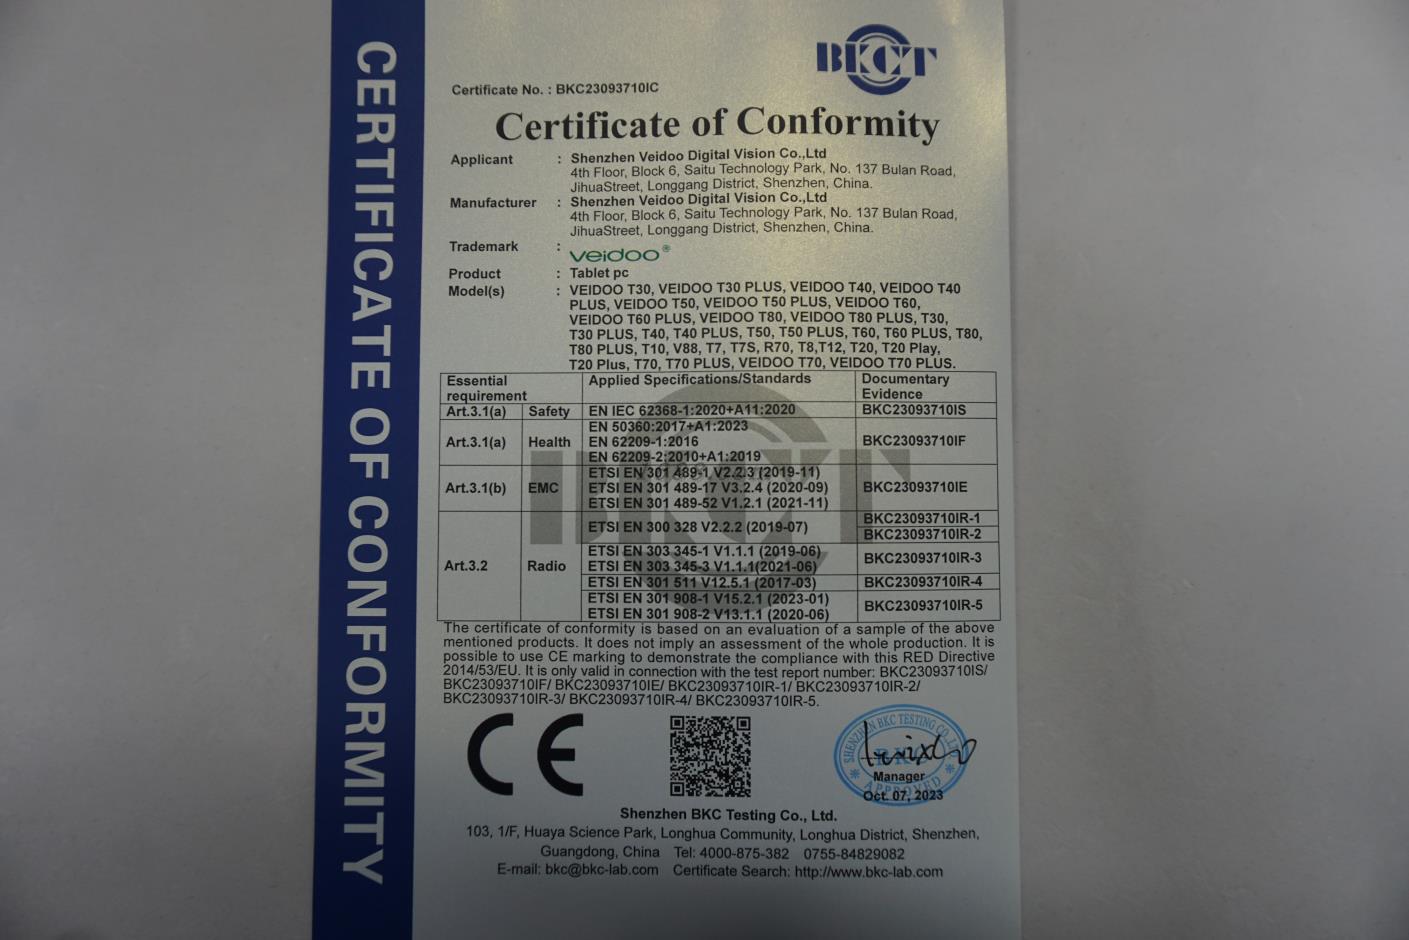 CERTIFICATE OF CONFORMITY
BKCT
Certificate No. : BKC23093710IC
Certificate of Conformity
Applicant : Shenzhen Veidoo Digital Vision Co.,Ltd
4th Floor, Block 6, Saitu Technology Park, No. 137 Bulan Road,
JihuaStreet, Longgang District, Shenzhen, China.
Manufacturer : Shenzhen Veidoo Digital Vision Co.,Ltd
4th Floor, Block 6, Saitu Technology Park, No. 137 Bulan Road,
JihuaStreet, Longgang District, Shenzhen, China.
Trademark : veidoo®
Product : Tablet pc
Model(s) : VEIDOO T30, VEIDOO T30 PLUS, VEIDOO T40, VEIDOO T40
PLUS, VEIDOO T50, VEIDOO T50 PLUS, VEIDOO T60,
VEIDOO T60 PLUS, VEIDOO T80, VEIDOO T80 PLUS, T30,
T30 PLUS, T40, T40 PLUS, T50, T50 PLUS, T60, T60 PLUS, T80,
T80 PLUS, T10, V88, T7, T7S, R70, T8,T12, T20, T20 Play,
T20 Plus, T70, T70 PLUS, VEIDOO T70, VEIDOO T70 PLUS.
Essential requirement Applied Specifications/Standards Documentary Evidence
Art.3.1(a) Safety EN IEC 62368-1:2020+A11:2020 BKC23093710IS
Art.3.1(a) Health EN 50360:2017+A1:2023
EN 62209-1:2016 BKC23093710IF
EN 62209-2:2010+A1:2019
ETSI EN 301 489-1 V2.2.3 (2019-11)
Art.3.1(b) EMC ETSI EN 301 489-17 V3.2.4 (2020-09) BKC23093710IE
ETSI EN 301 489-52 V1.2.1 (2021-11)
Art.3.2 Radio ETSI EN 300 328 V2.2.2 (2019-07) BKC23093710IR-1
BKC23093710IR-2
ETSI EN 303 345-1 V1.1.1 (2019-06)
ETSI EN 303 345-3 V1.1.1(2021-06) BKC23093710IR-3
ETSI EN 301 511 V12.5.1 (2017-03) BKC23093710IR-4
ETSI EN 301 908-1 V15.2.1 (2023-01)
ETSI EN 301 908-2 V13.1.1 (2020-06) BKC23093710IR-5
The certificate of conformity is based on an evaluation of a sample of the above
mentioned products. It does not imply an assessment of the whole production. It is
possible to use CE marking to demonstrate the compliance with this RED Directive
2014/53/EU. It is only valid in connection with the test report number: BKC23093710IS/
BKC23093710IF/ BKC23093710IE/ BKC23093710IR-1/ BKC23093710IR-2/
BKC23093710IR-3/ BKC23093710IR-4/ BKC23093710IR-5.
CE
SHENZHEN BKC TESTING CO., LTD
BKC
APPROVED
Manager
Oct. 07, 2023
Shenzhen BKC Testing Co., Ltd.
103, 1/F, Huaya Science Park, Longhua Community, Longhua District, Shenzhen,
Guangdong, China Tel: 4000-875-382 0755-84829082
E-mail: bkc@bkc-lab.com Certificate Search: http://www.bkc-lab.com